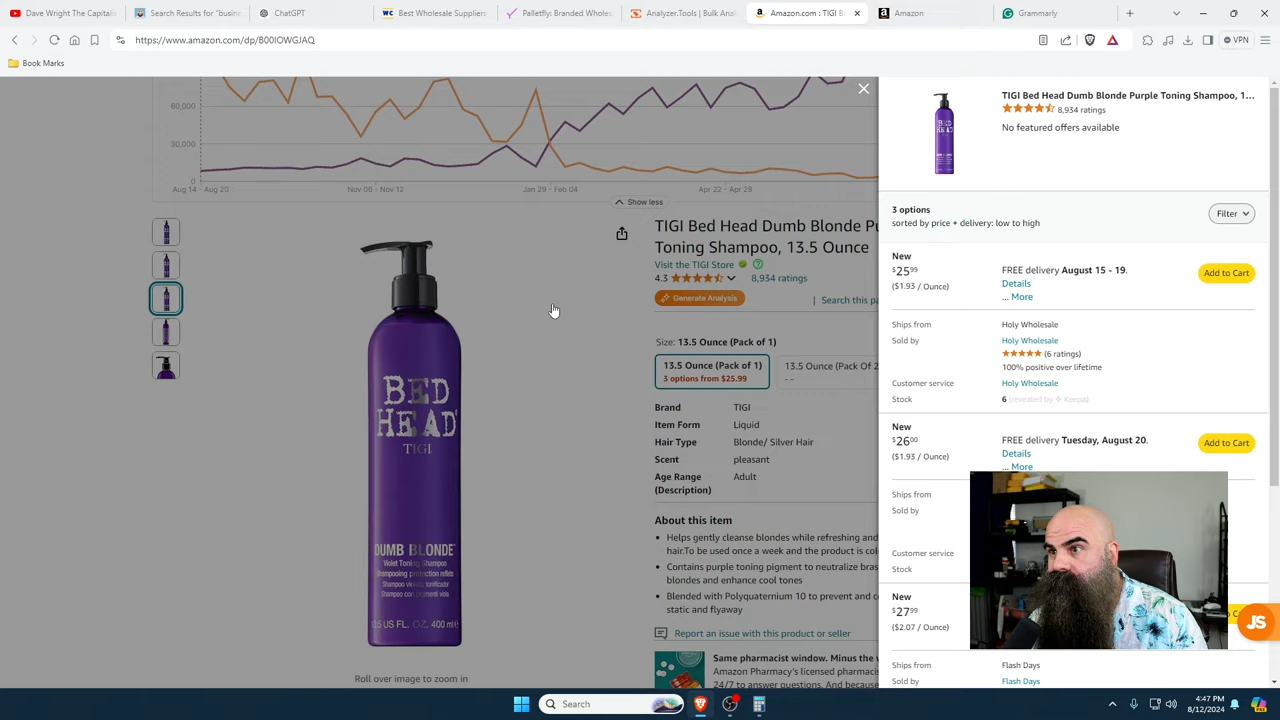 Dave Wright The Capitalis
Search Results for "busine
ChatGPT
WC Best Wholesale Suppliers
Palletfly: Branded Wholes
Analyzer.Tools | Bulk Ana
Amazon.com : TIGI B
Amazon
Grammarly
https://www.amazon.com/dp/B00IOWGJAQ
VPN
Book Marks
60,000
30,000
0
Aug 14 - Aug 20
Nov 06 - Nov 12
Jan 29 - Feb 04
Apr 22 - Apr 28
Show less
TIGI Bed Head Dumb Blonde Pu
Toning Shampoo, 13.5 Ounce
Visit the TIGI Store
4.3
8,934 ratings
Generate Analysis
| Search this pa
Size: 13.5 Ounce (Pack of 1)
13.5 Ounce (Pack of 1)
3 options from $25.99
13.5 Ounce (Pack Of 2
- -
Brand TIGI
Item Form Liquid
Hair Type Blonde/ Silver Hair
Scent pleasant
Age Range Adult
(Description)
About this item
Helps gently cleanse blondes while refreshing and
hair.To be used once a week and the product is col
Contains purple toning pigment to neutralize bras
blondes and enhance cool tones
Blended with Polyquaternium 10 to prevent and c
static and flyaway
Report an issue with this product or seller
Same pharmacist window. Minus the w
Amazon Pharmacy's licensed pharmacis
24/7 to answer questions. And because
BED
HEAD
TIGI
DUMB BLONDE
Violet Toning Shampoo
Roll over image to zoom in
TIGI Bed Head Dumb Blonde Purple Toning Shampoo, 1...
8,934 ratings
No featured offers available
3 options
sorted by price + delivery: low to high
Filter
New
$25 99
($1.93 / Ounce)
FREE delivery August 15 - 19.
Details
... More
Add to Cart
Ships from Holy Wholesale
Sold by Holy Wholesale
(6 ratings)
100% positive over lifetime
Customer service Holy Wholesale
Stock 6 (revealed by Keepa)
New
$26 00
($1.93 / Ounce)
FREE delivery Tuesday, August 20.
Details
... More
Add to Cart
Ships from
Sold by
Customer service
Stock
New
$27 99
($2.07 / Ounce)
Ships from Flash Days
Sold by Flash Days
JS
Search
4:47 PM
8/12/2024